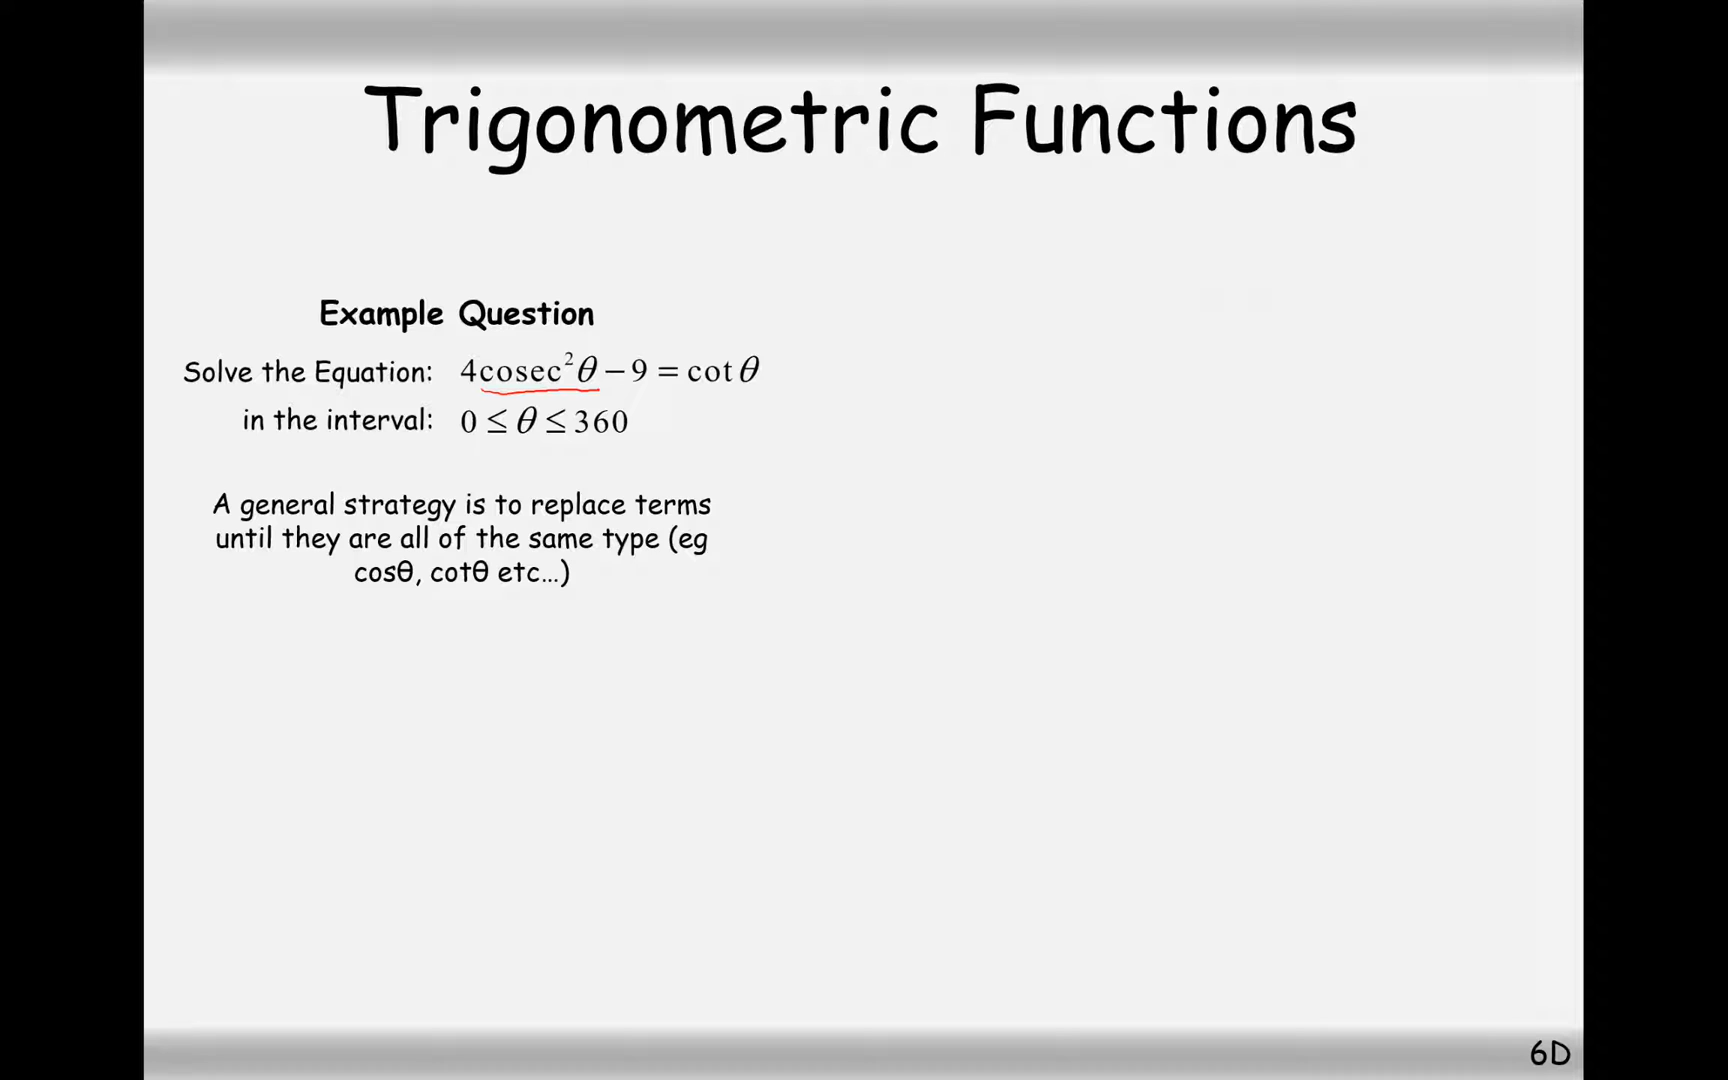 Trigonometric Functions
Example Question
Solve the Equation: 4cosec²θ − 9 = cot θ
in the interval: 0 ≤ θ ≤ 360
A general strategy is to replace terms
until they are all of the same type (eg
cosθ, cotθ etc…)
6D